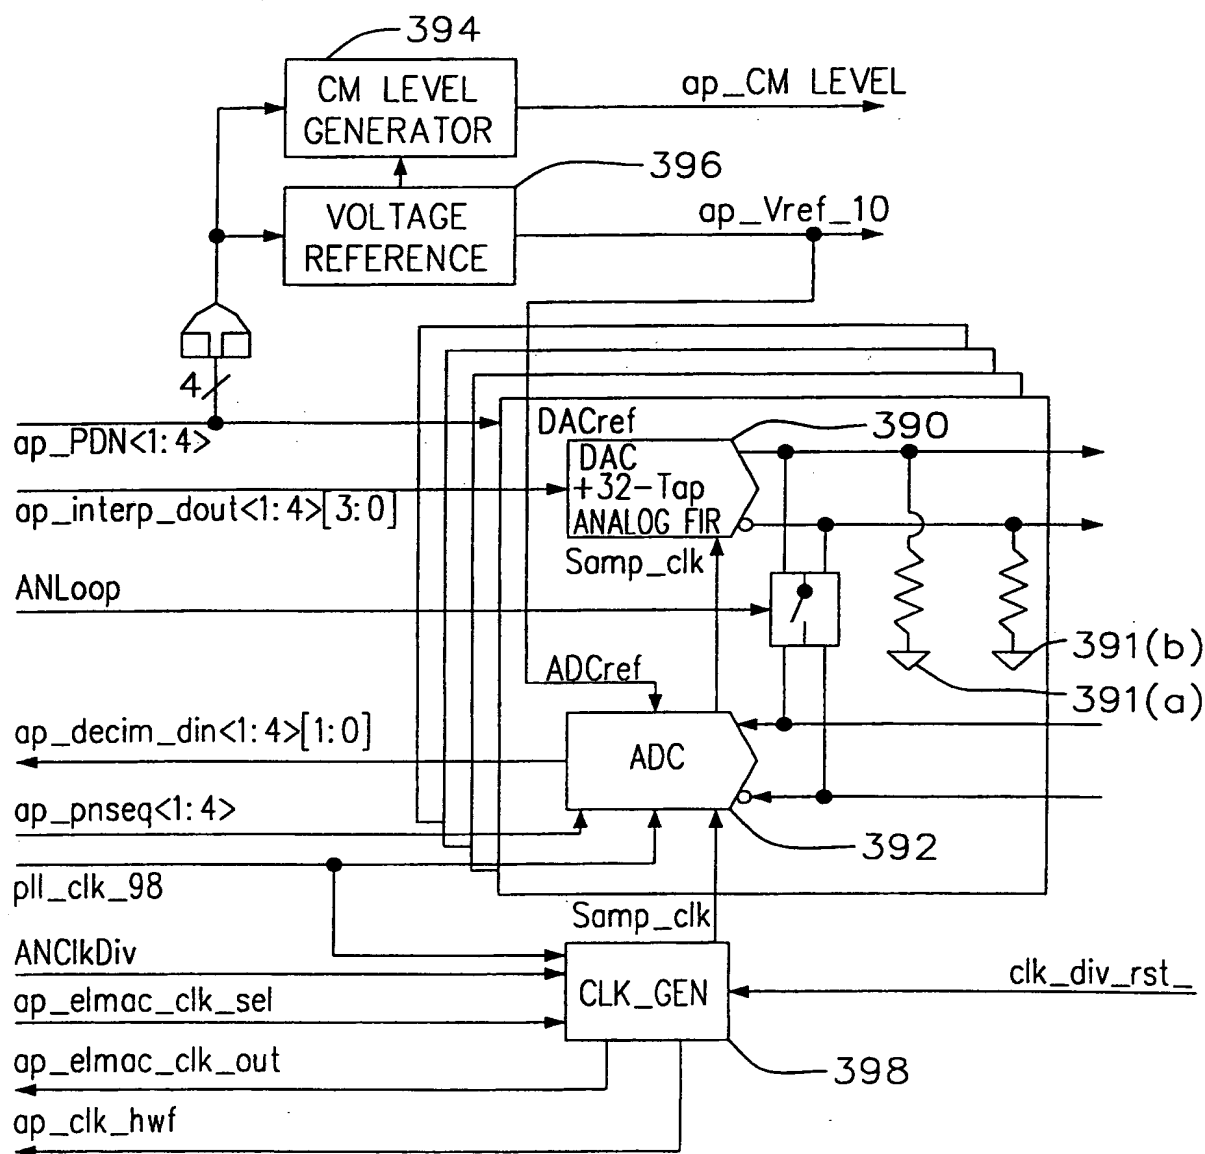 394
CM LEVEL
GENERATOR
ap_CM LEVEL
396
VOLTAGE
REFERENCE
ap_Vref_10
4
ap_PDN<1:4>
DACref
390
DAC
+32-Tap
ANALOG FIR
ap_interp_dout<1:4>[3:0]
Samp_clk
ANLoop
391(b)
391(a)
ADCref
ap_decim_din<1:4>[1:0]
ADC
ap_pnseq<1:4>
392
pll_clk_98
Samp_clk
ANClkDiv
CLK_GEN
clk_div_rst_
ap_elmac_clk_sel
ap_elmac_clk_out
398
ap_clk_hwf